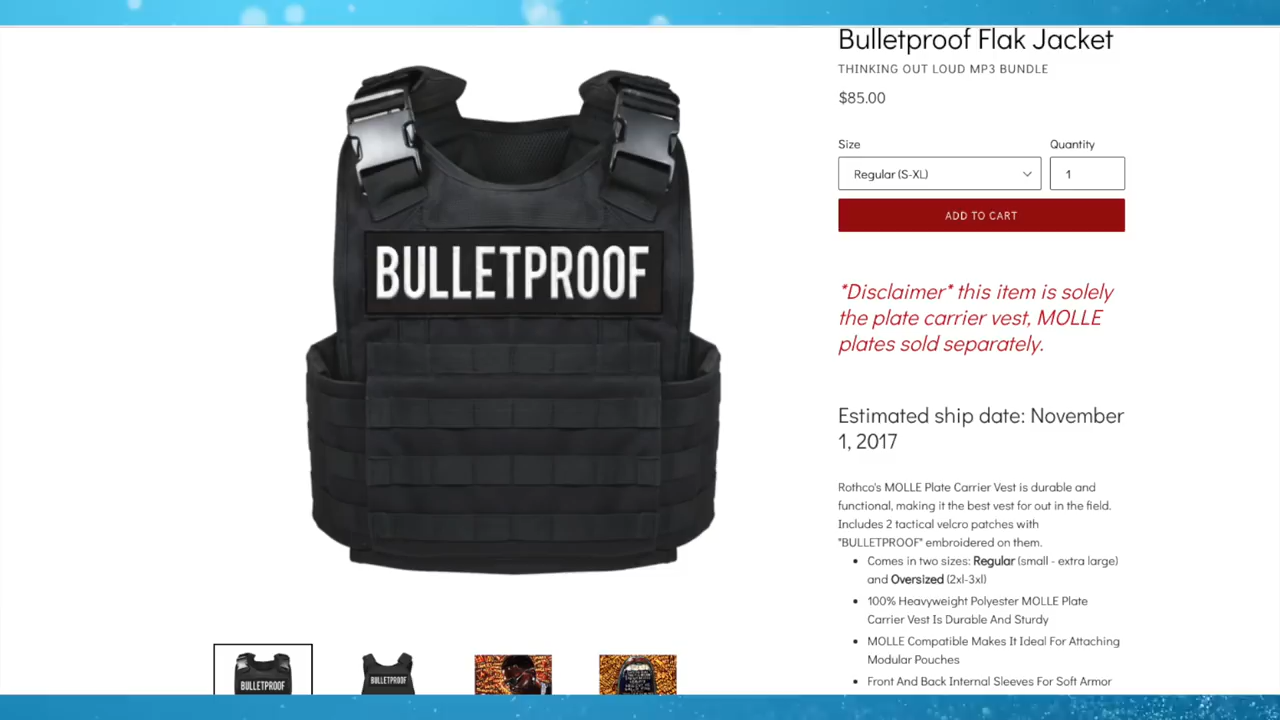 Bulletproof Flak Jacket
THINKING OUT LOUD MP3 BUNDLE
$85.00
Size
Quantity
Regular (S-XL)
1
ADD TO CART
BULLETPROOF
*Disclaimer* this item is solely
the plate carrier vest, MOLLE
plates sold separately.
Estimated ship date: November
1, 2017
Rothco's MOLLE Plate Carrier Vest is durable and
functional, making it the best vest for out in the field.
Includes 2 tactical velcro patches with
"BULLETPROOF" embroidered on them.
Comes in two sizes: Regular (small - extra large)
and Oversized (2xl-3xl)
100% Heavyweight Polyester MOLLE Plate
Carrier Vest Is Durable And Sturdy
MOLLE Compatible Makes It Ideal For Attaching
Modular Pouches
Front And Back Internal Sleeves For Soft Armor
BULLETPROOF
BULLETPROOF